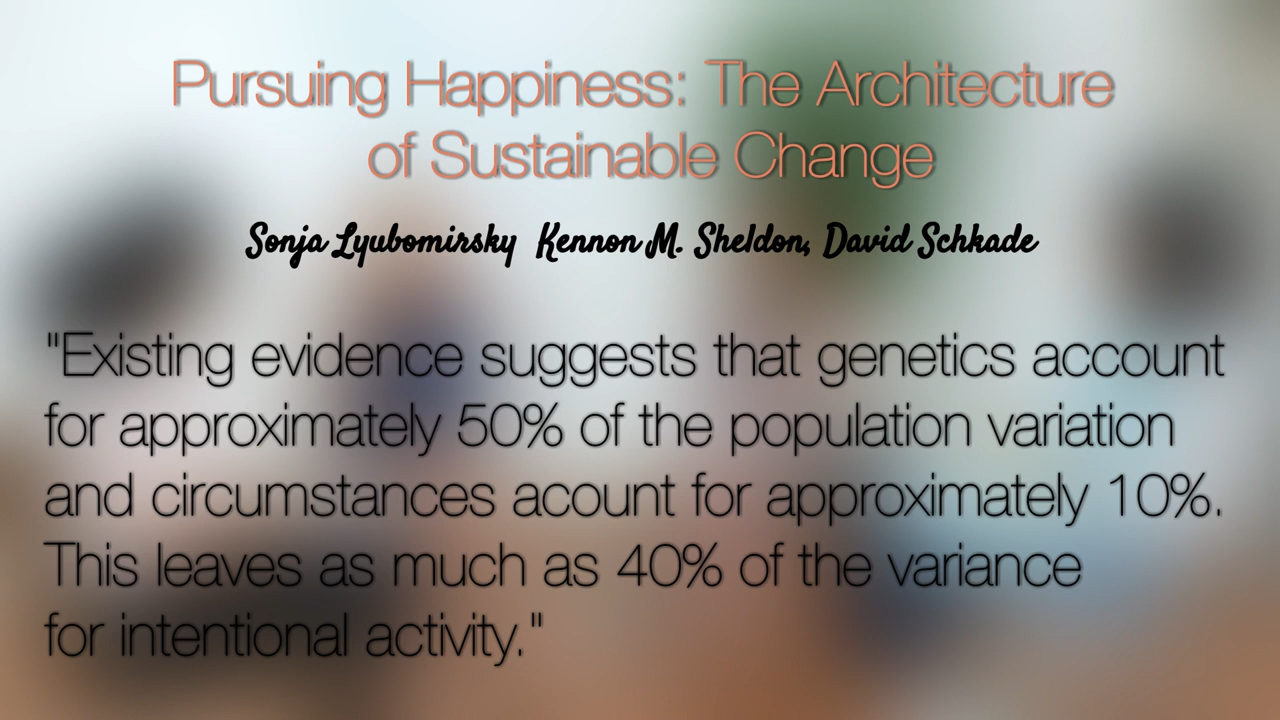 Pursuing Happiness: The Architecture
of Sustainable Change
Sonja Lyubomirsky Kennon M. Sheldon, David Schkade
"Existing evidence suggests that genetics account
for approximately 50% of the population variation
and circumstances acount for approximately 10%.
This leaves as much as 40% of the variance
for intentional activity."